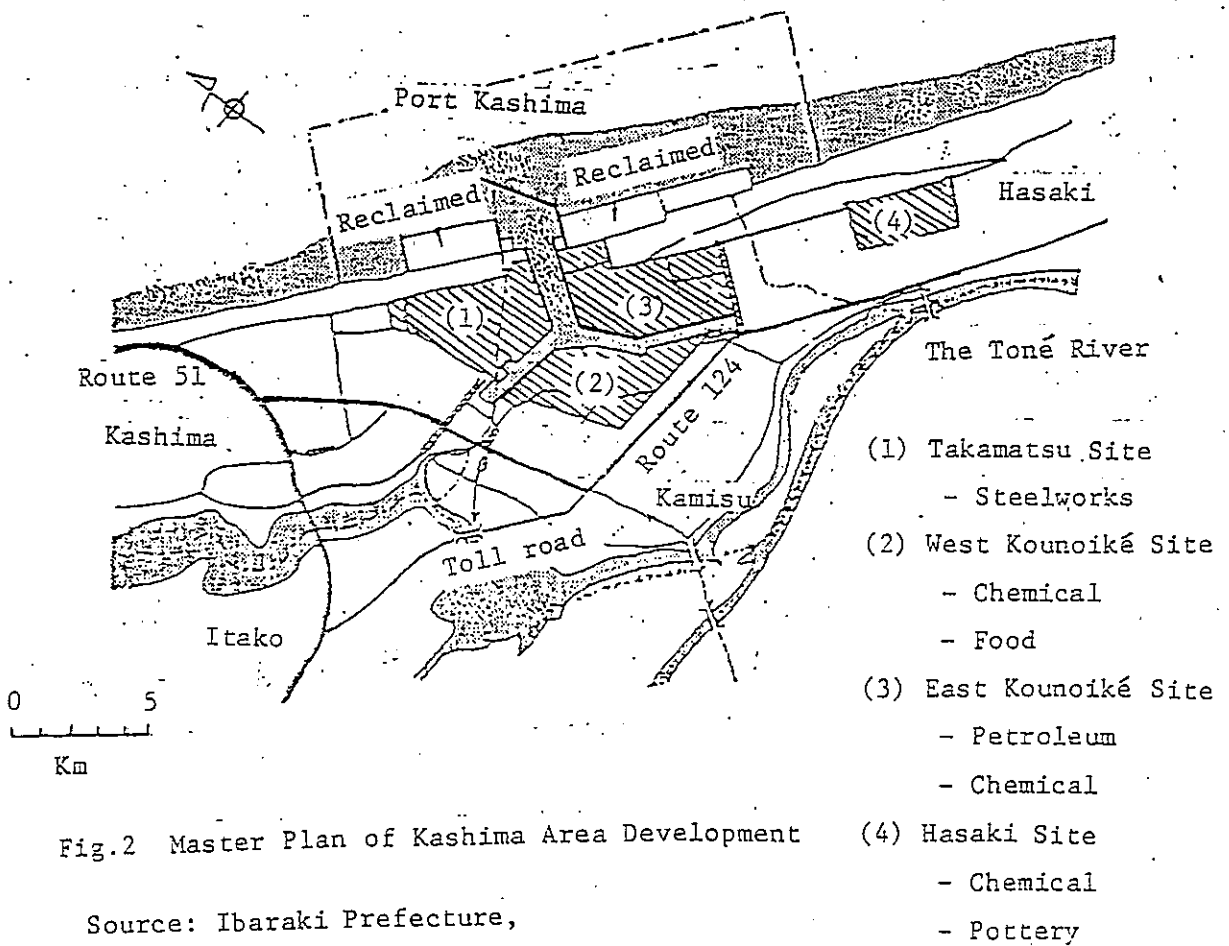 Port Kashima
Reclaimed
Reclaimed
Hasaki
(4)
(3)
(1)
(2)
Route 51
Kashima
The Toné River
Route 124
Kamisu
Toll road
Itako
0 5
Km
(1) Takamatsu Site
- Steelworks
(2) West Kounoiké Site
- Chemical
- Food
(3) East Kounoiké Site
- Petroleum
- Chemical
(4) Hasaki Site
- Chemical
- Pottery
Fig.2 Master Plan of Kashima Area Development
Source: Ibaraki Prefecture,